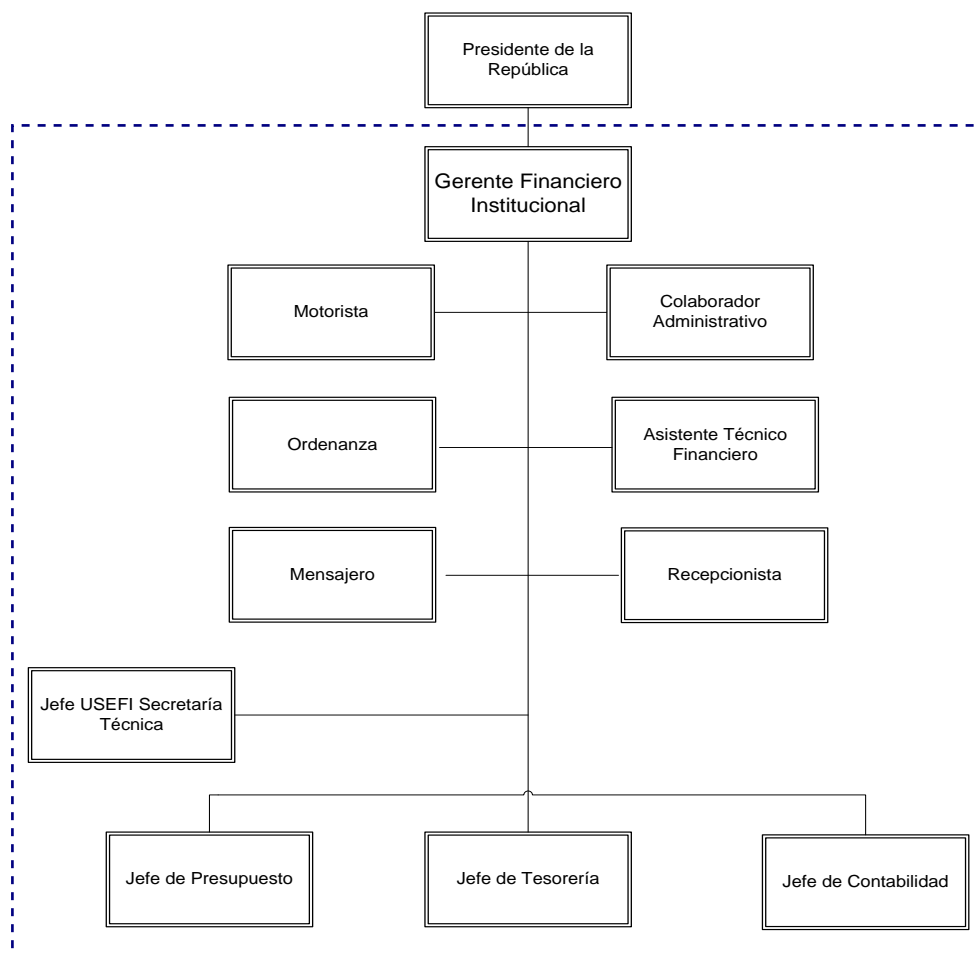 Presidente de la
República
Gerente Financiero
Institucional
Motorista
Colaborador
Administrativo
Ordenanza
Asistente Técnico
Financiero
Mensajero
Recepcionista
Jefe USEFI Secretaría
Técnica
Jefe de Presupuesto
Jefe de Tesorería
Jefe de Contabilidad